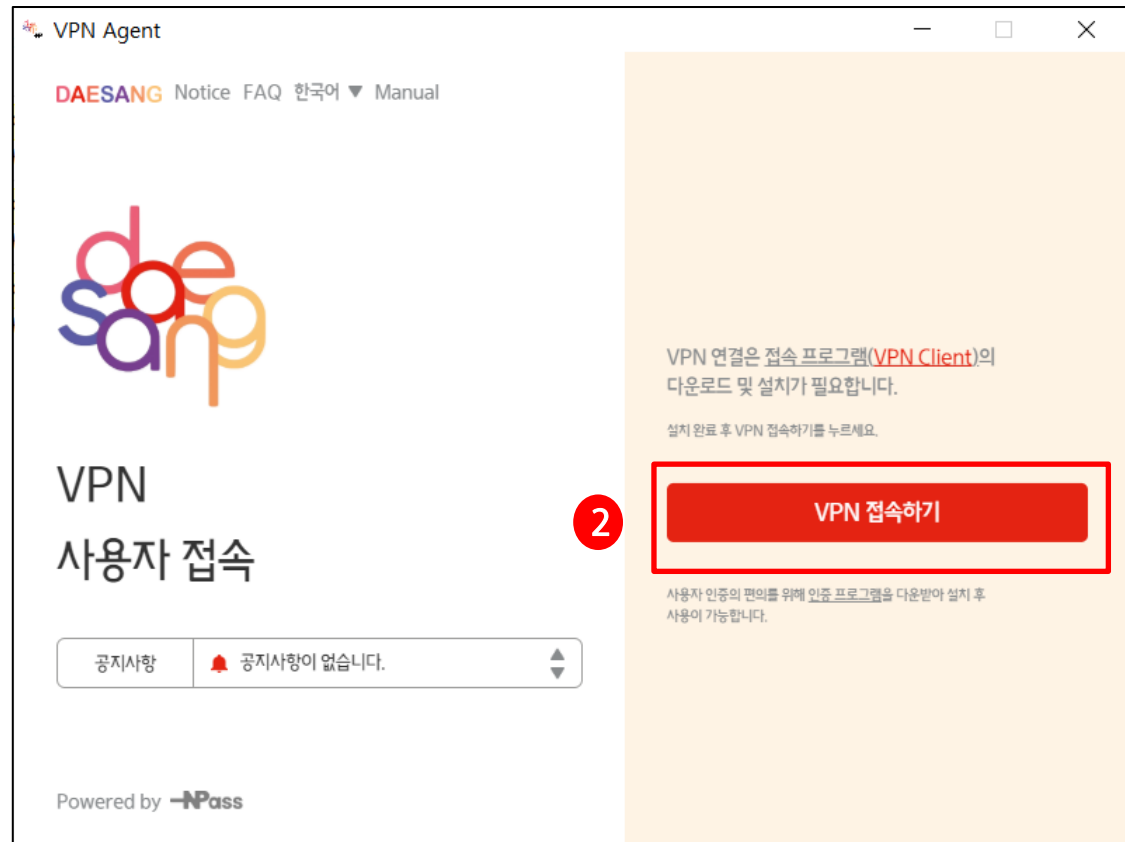 VPN Agent
DAESANG Notice FAQ 한국어 ▼ Manual
daesang
VPN
사용자 접속
공지사항 공지사항이 없습니다.
Powered by NPass
VPN 연결은 접속 프로그램(VPN Client)의
다운로드 및 설치가 필요합니다.
설치 완료 후 VPN 접속하기를 누르세요.
2
VPN 접속하기
사용자 인증의 편의를 위해 인증 프로그램을 다운받아 설치 후
사용이 가능합니다.